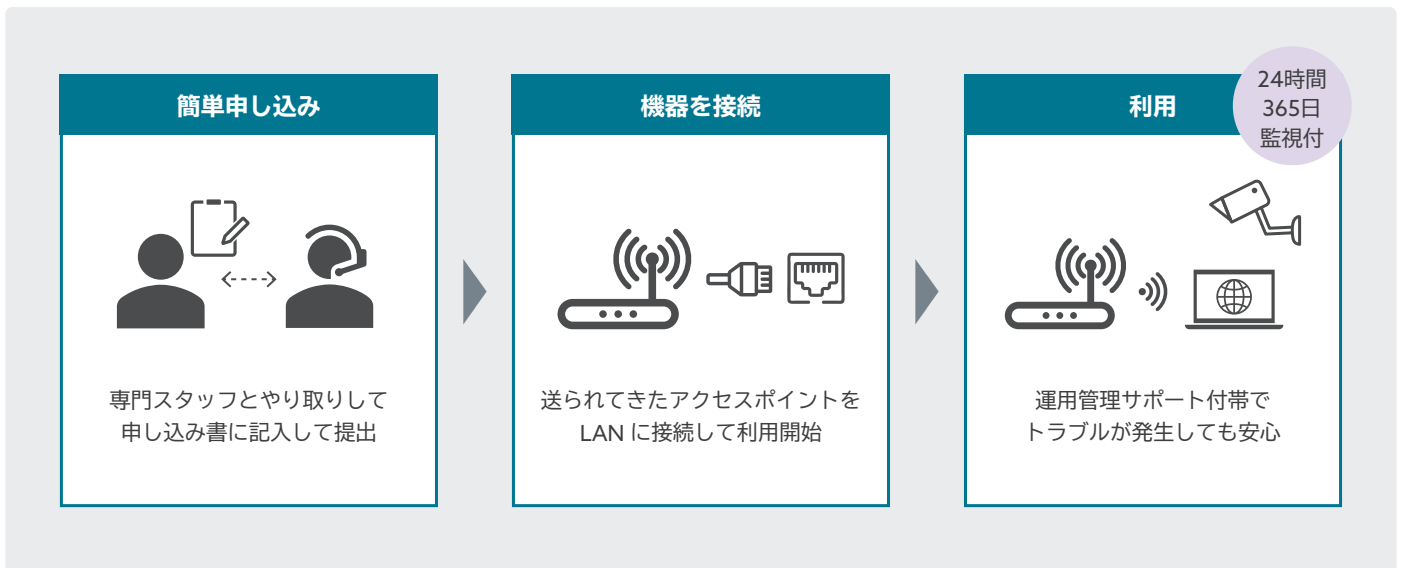 簡単申し込み
専門スタッフとやり取りして
申し込み書に記入して提出
機器を接続
送られてきたアクセスポイントを
LAN に接続して利用開始
利用
24時間
365日
監視付
運用管理サポート付帯で
トラブルが発生しても安心